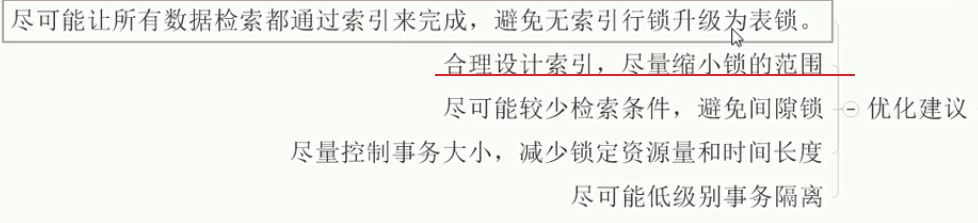 尽可能让所有数据检索都通过索引来完成，避免无索引行锁升级为表锁。
合理设计索引，尽量缩小锁的范围
尽可能较少检索条件，避免间隙锁
优化建议
尽量控制事务大小，减少锁定资源量和时间长度
尽可能低级别事务隔离